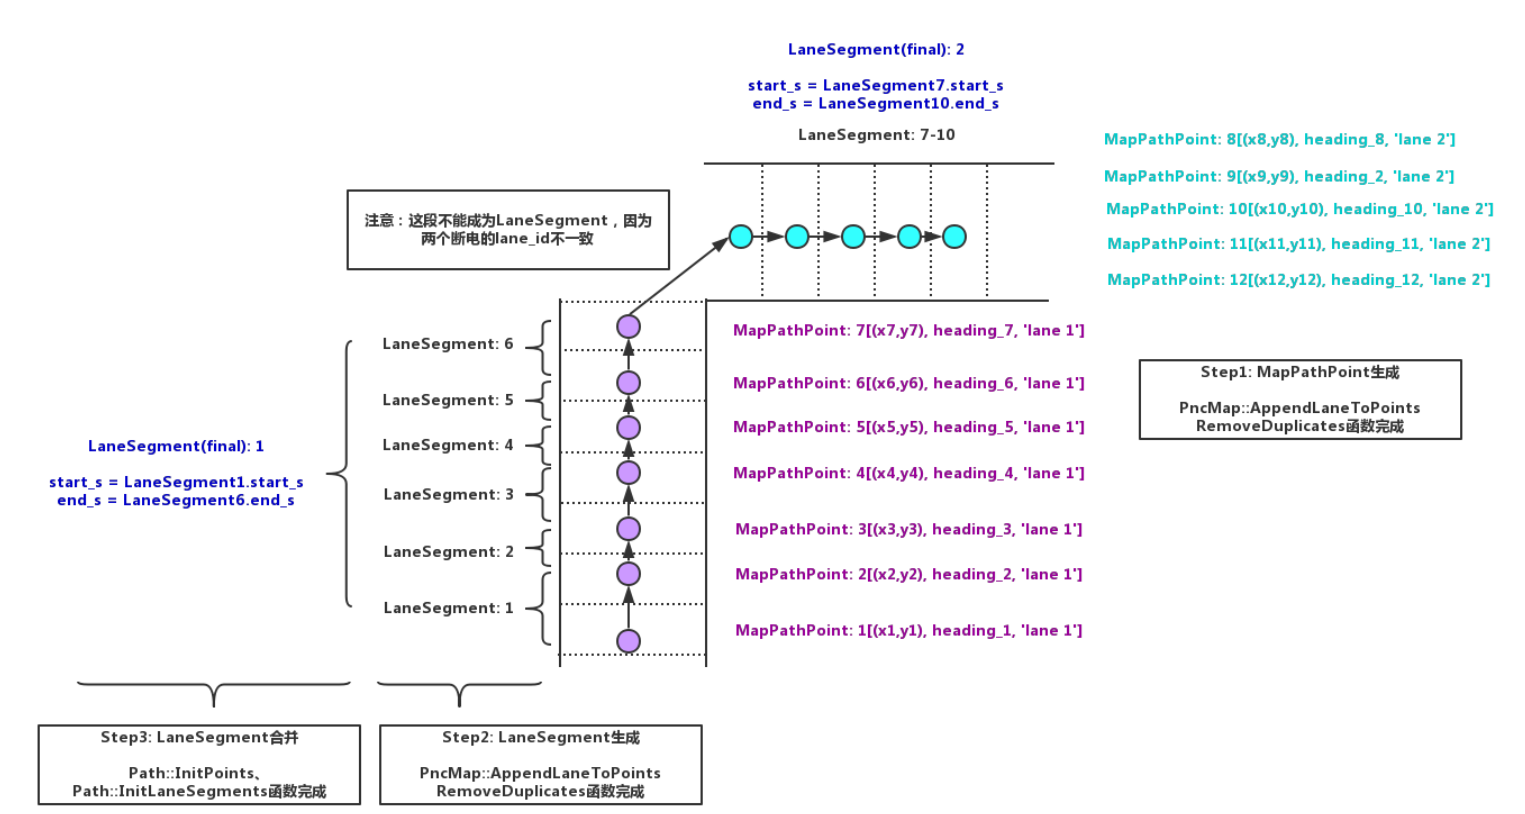 LaneSegment(final): 2
start_s = LaneSegment7.start_s
end_s = LaneSegment10.end_s
LaneSegment: 7-10
MapPathPoint: 8[(x8,y8), heading_8, 'lane 2']
MapPathPoint: 9[(x9,y9), heading_2, 'lane 2']
MapPathPoint: 10[(x10,y10), heading_10, 'lane 2']
MapPathPoint: 11[(x11,y11), heading_11, 'lane 2']
MapPathPoint: 12[(x12,y12), heading_12, 'lane 2']
注意：这段不能成为LaneSegment，因为
两个断电的lane_id不一致
LaneSegment: 6
LaneSegment: 5
LaneSegment: 4
LaneSegment: 3
LaneSegment: 2
LaneSegment: 1
MapPathPoint: 7[(x7,y7), heading_7, 'lane 1']
MapPathPoint: 6[(x6,y6), heading_6, 'lane 1']
MapPathPoint: 5[(x5,y5), heading_5, 'lane 1']
MapPathPoint: 4[(x4,y4), heading_4, 'lane 1']
MapPathPoint: 3[(x3,y3), heading_3, 'lane 1']
MapPathPoint: 2[(x2,y2), heading_2, 'lane 1']
MapPathPoint: 1[(x1,y1), heading_1, 'lane 1']
Step1: MapPathPoint生成
PncMap::AppendLaneToPoints
RemoveDuplicates函数完成
LaneSegment(final): 1
start_s = LaneSegment1.start_s
end_s = LaneSegment6.end_s
Step3: LaneSegment合并
Path::InitPoints、
Path::InitLaneSegments函数完成
Step2: LaneSegment生成
PncMap::AppendLaneToPoints
RemoveDuplicates函数完成